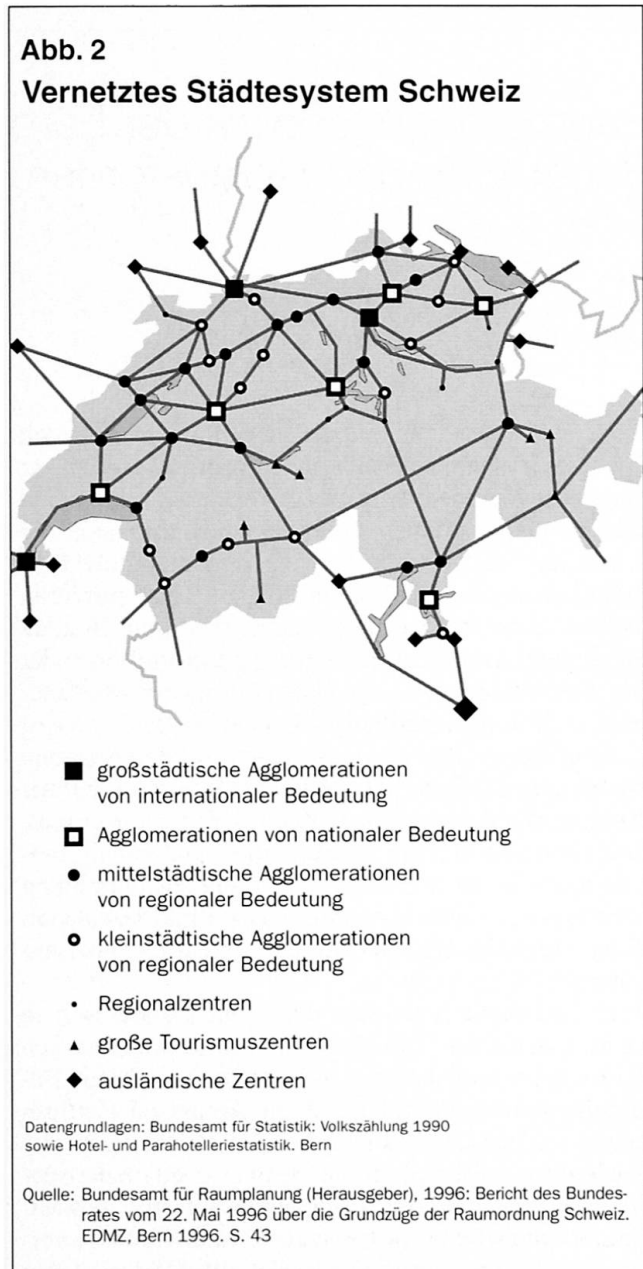 Abb. 2
Vernetztes Städtesystem Schweiz
großstädtische Agglomerationen
von internationaler Bedeutung
Agglomerationen von nationaler Bedeutung
mittelstädtische Agglomerationen
von regionaler Bedeutung
kleinstädtische Agglomerationen
von regionaler Bedeutung
Regionalzentren
große Tourismuszentren
ausländische Zentren
Datengrundlagen: Bundesamt für Statistik: Volkszählung 1990
sowie Hotel- und Parahotelleriestatistik. Bern
Quelle: Bundesamt für Raumplanung (Herausgeber), 1996: Bericht des Bundes-
rates vom 22. Mai 1996 über die Grundzüge der Raumordnung Schweiz.
EDMZ, Bern 1996. S. 43